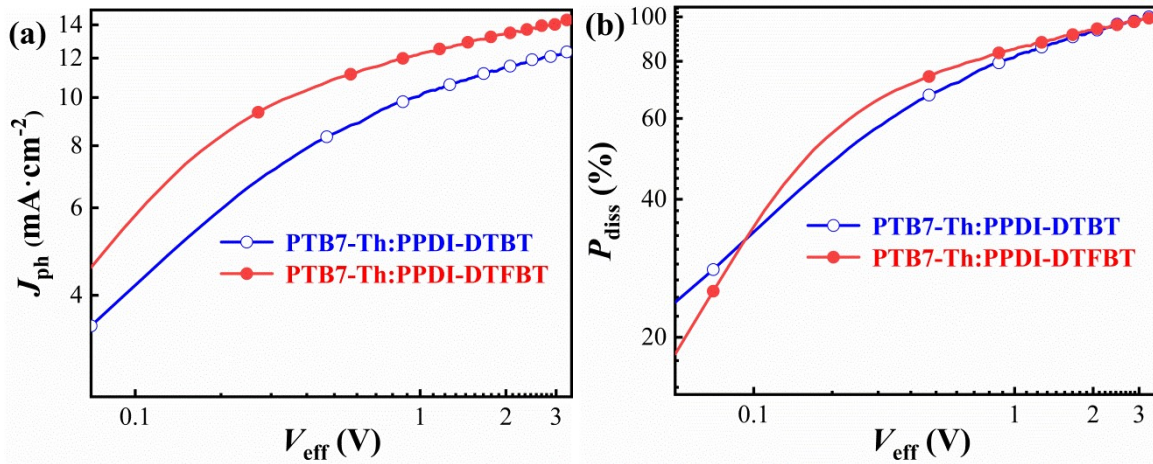 (a)
14
12
10
8
6
4
J_ph (mA·cm⁻²)
PTB7-Th:PPDI-DTBT
PTB7-Th:PPDI-DTFBT
0.1
1
2
3
V_eff (V)
(b)
100
80
60
40
20
P_diss (%)
PTB7-Th:PPDI-DTBT
PTB7-Th:PPDI-DTFBT
0.1
1
2
3
V_eff (V)